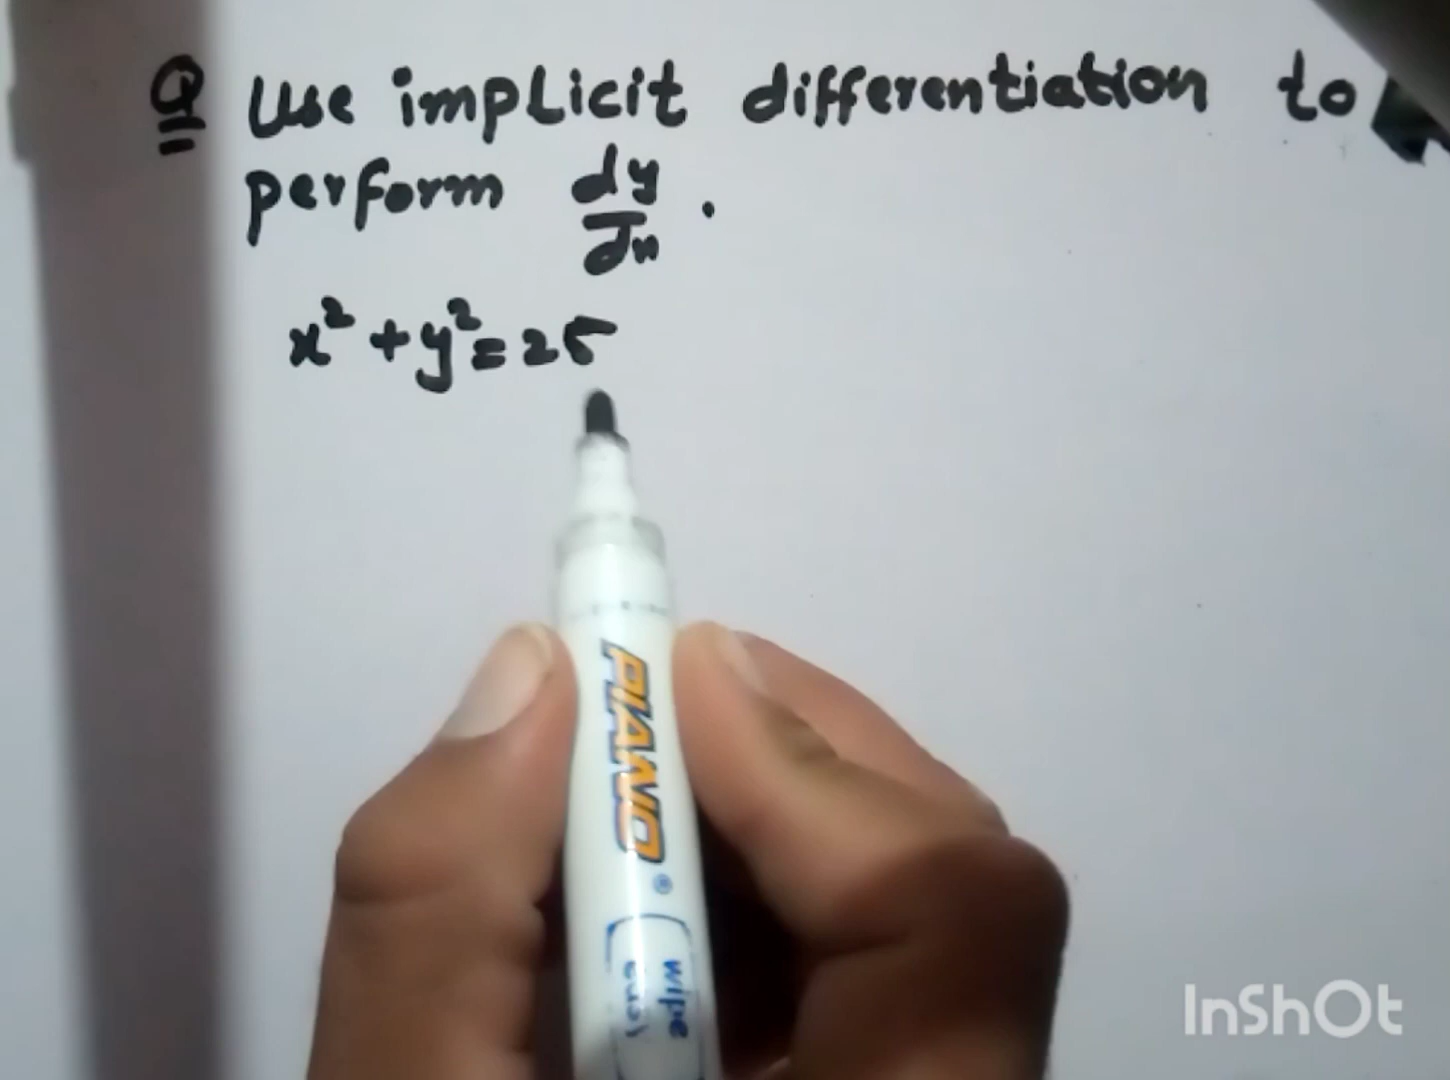 Q// Use implicit differentiation to
perform dy/dx .
x² + y² = 25
PIANO®
(wipe
InShOt